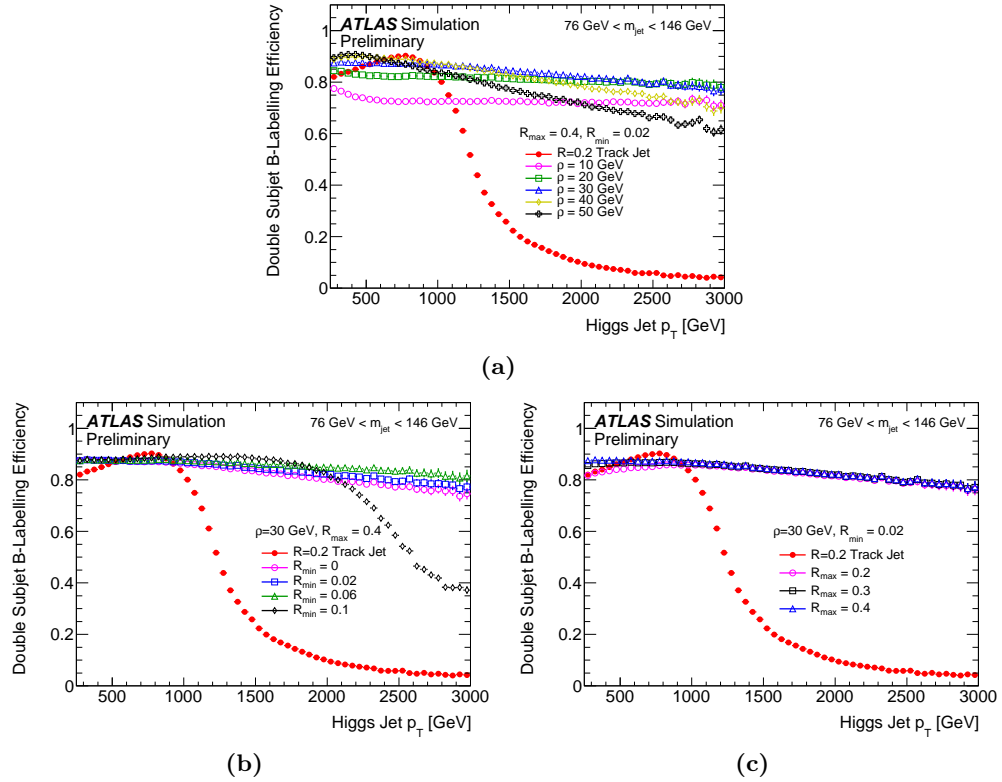 ATLAS Simulation
Preliminary
76 GeV < m_jet < 146 GeV
Double Subjet B-Labelling Efficiency
1
0.8
0.6
0.4
0.2
0
R_max = 0.4, R_min = 0.02
R=0.2 Track Jet
ρ = 10 GeV
ρ = 20 GeV
ρ = 30 GeV
ρ = 40 GeV
ρ = 50 GeV
500 1000 1500 2000 2500 3000
Higgs Jet p_T [GeV]
(a)
ATLAS Simulation
Preliminary
76 GeV < m_jet < 146 GeV
Double Subjet B-Labelling Efficiency
1
0.8
0.6
0.4
0.2
0
ρ=30 GeV, R_max = 0.4
R=0.2 Track Jet
R_min = 0
R_min = 0.02
R_min = 0.06
R_min = 0.1
500 1000 1500 2000 2500 3000
Higgs Jet p_T [GeV]
(b)
ATLAS Simulation
Preliminary
76 GeV < m_jet < 146 GeV
Double Subjet B-Labelling Efficiency
1
0.8
0.6
0.4
0.2
0
ρ=30 GeV, R_min = 0.02
R=0.2 Track Jet
R_max = 0.2
R_max = 0.3
R_max = 0.4
500 1000 1500 2000 2500 3000
Higgs Jet p_T [GeV]
(c)